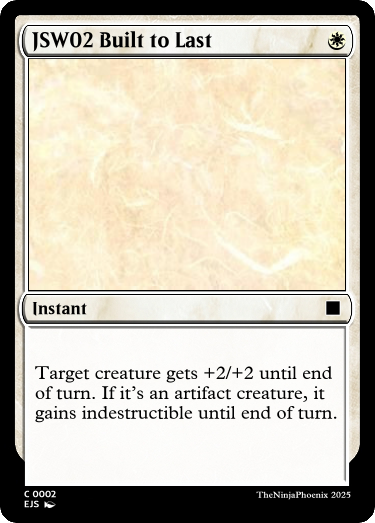 JSW02 Built to Last
Instant
Target creature gets +2/+2 until end
of turn. If it's an artifact creature, it
gains indestructible until end of turn.
C 0002
EJS
TheNinjaPhoenix 2025